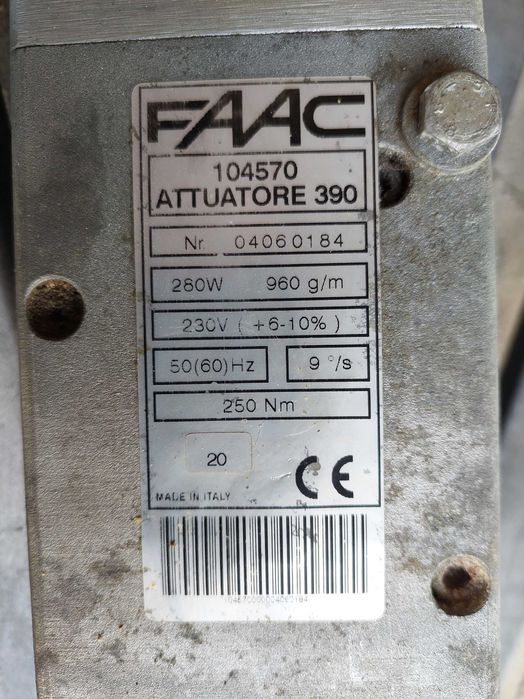 FAAC
104570
ATTUATORE 390
Nr. 04060184
280W 960 g/m
230V ( +6-10% )
50(60)Hz 9 °/s
250 Nm
20
CE
MADE IN ITALY